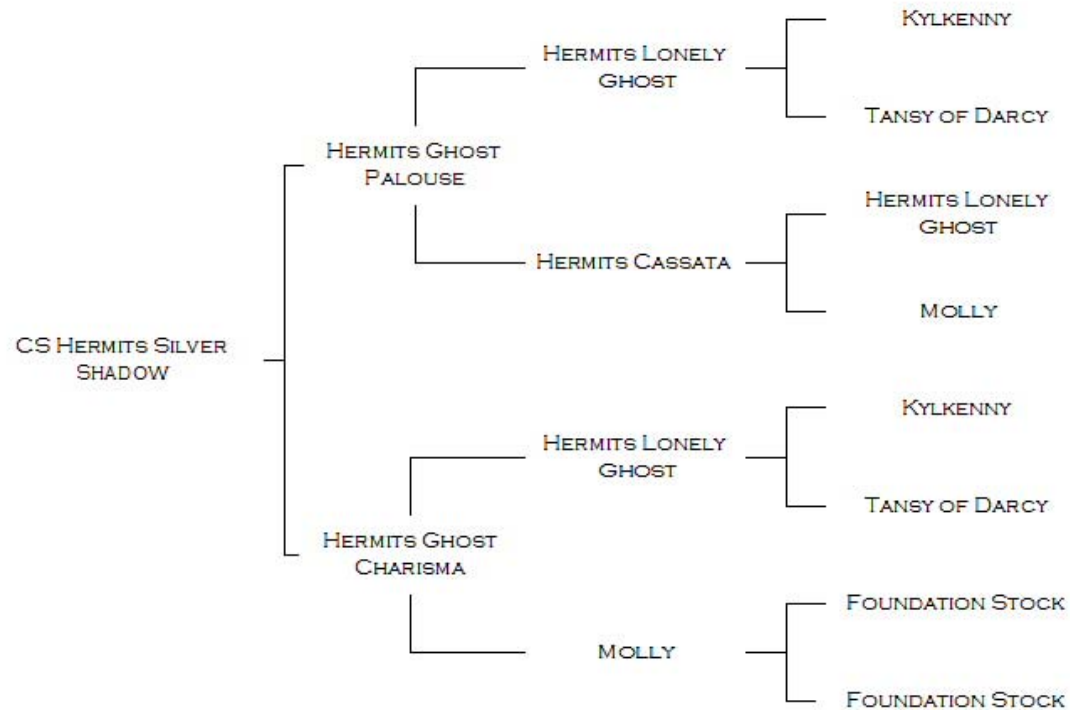 Kylkenny
Hermits Lonely
Ghost
Tansy of Darcy
Hermits Ghost
Palouse
Hermits Lonely
Ghost
Hermits Cassata
Molly
CS Hermits Silver
Shadow
Kylkenny
Hermits Lonely
Ghost
Tansy of Darcy
Hermits Ghost
Charisma
Foundation Stock
Molly
Foundation Stock